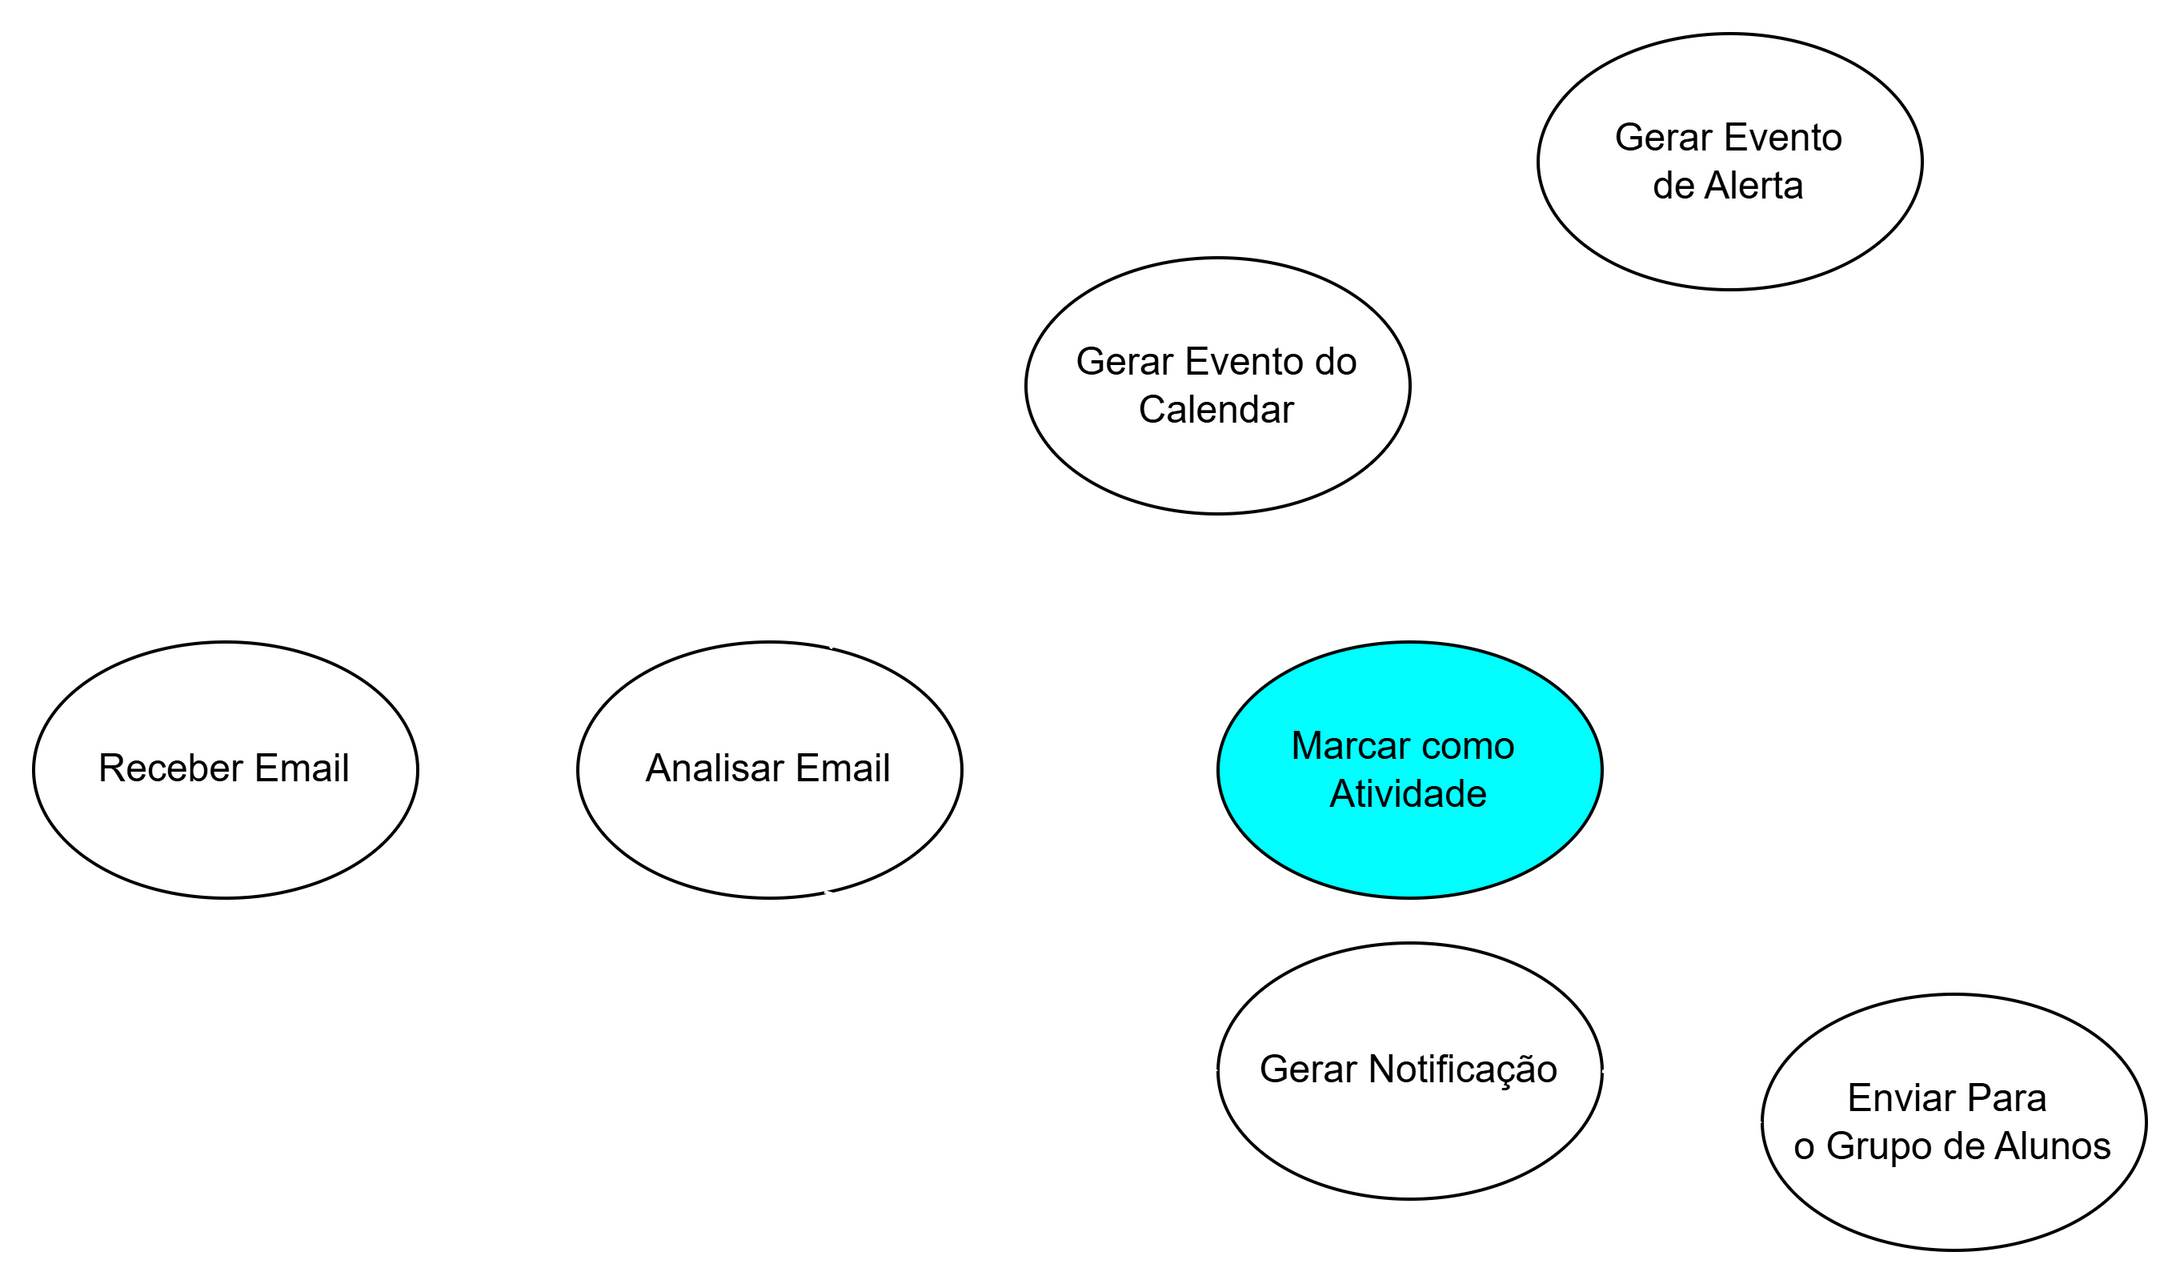 Gerar Evento
de Alerta
Gerar Evento do
Calendar
Receber Email
Analisar Email
Marcar como
Atividade
Gerar Notificação
Enviar Para
o Grupo de Alunos